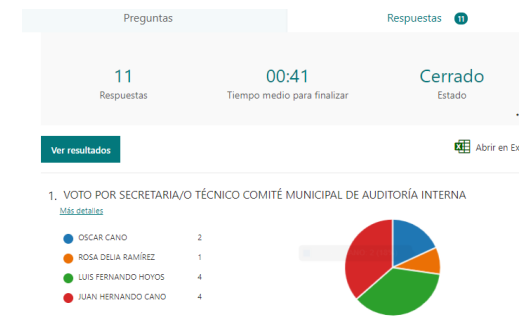 Preguntas
Respuestas 11
11
Respuestas
00:41
Tiempo medio para finalizar
Cerrado
Estado
Ver resultados
Abrir en Ex
1. VOTO POR SECRETARIA/O TÉCNICO COMITÉ MUNICIPAL DE AUDITORÍA INTERNA
Más detalles
OSCAR CANO 2
ROSA DELIA RAMÍREZ 1
LUIS FERNANDO HOYOS 4
JUAN HERNANDO CANO 4